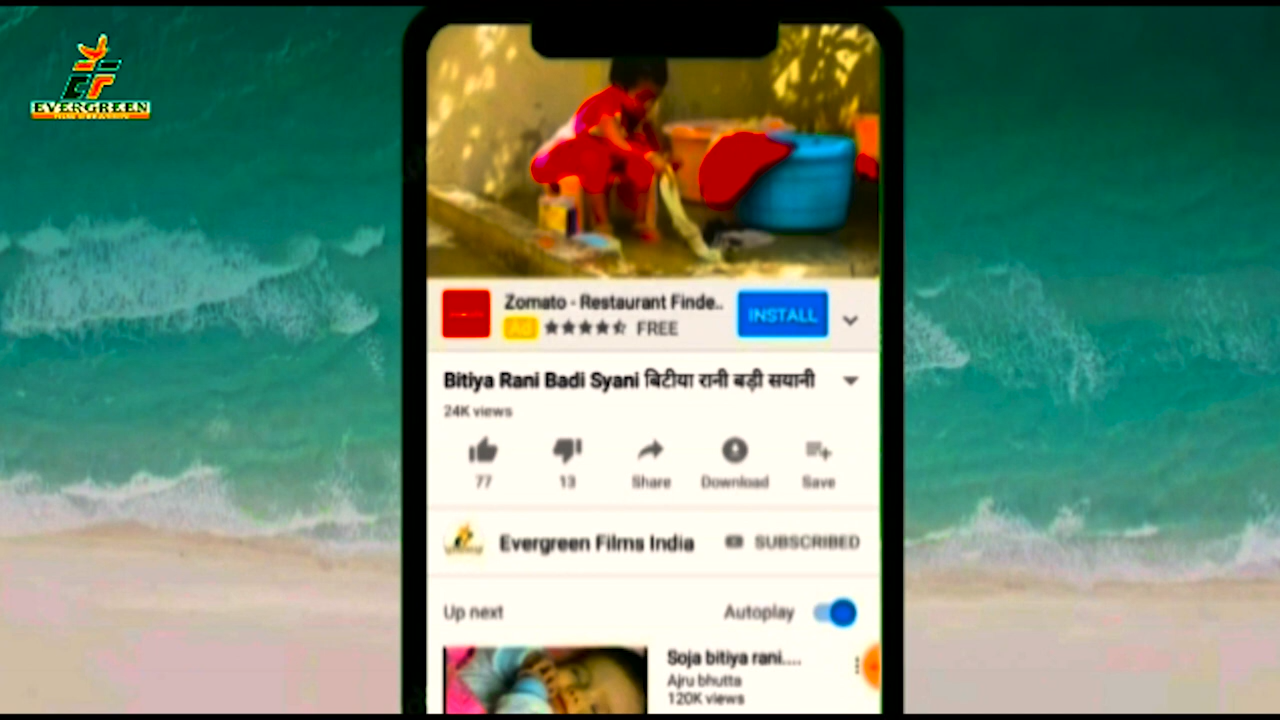 EVERGREEN
Zomato - Restaurant Finde..
Ad FREE
INSTALL
Bitiya Rani Badi Syani बिटीया रानी बड़ी सयानी
24K views
77 13 Share Download Save
Evergreen Films India SUBSCRIBED
Up next Autoplay
Soja bitiya rani....
Ajru bhutta
120K views